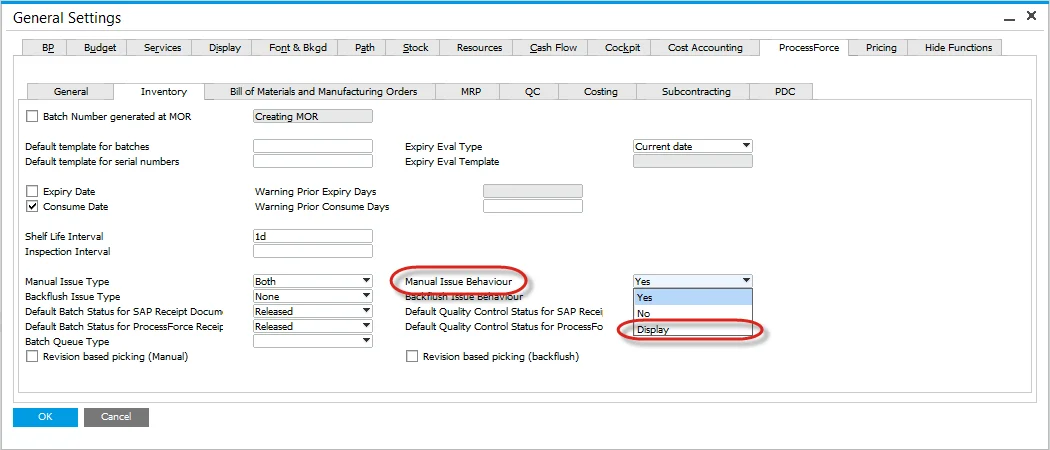 General Settings
BP Budget Services Display Font & Bkgd Path Stock Resources Cash Flow Cockpit Cost Accounting ProcessForce Pricing Hide Functions
General Inventory Bill of Materials and Manufacturing Orders MRP QC Costing Subcontracting PDC
Batch Number generated at MOR Creating MOR
Default template for batches Expiry Eval Type Current date
Default template for serial numbers Expiry Eval Template
Expiry Date Warning Prior Expiry Days
Consume Date Warning Prior Consume Days
Shelf Life Interval 1d
Inspection Interval
Manual Issue Type Both Manual Issue Behaviour Yes
Backflush Issue Type None Backflush Issue Behaviour Yes
Default Batch Status for SAP Receipt Docume Released Default Quality Control Status for SAP Recei No
Default Batch Status for ProcessForce Receip Released Default Quality Control Status for ProcessFo Display
Batch Queue Type
Revision based picking (Manual) Revision based picking (backflush)
OK Cancel